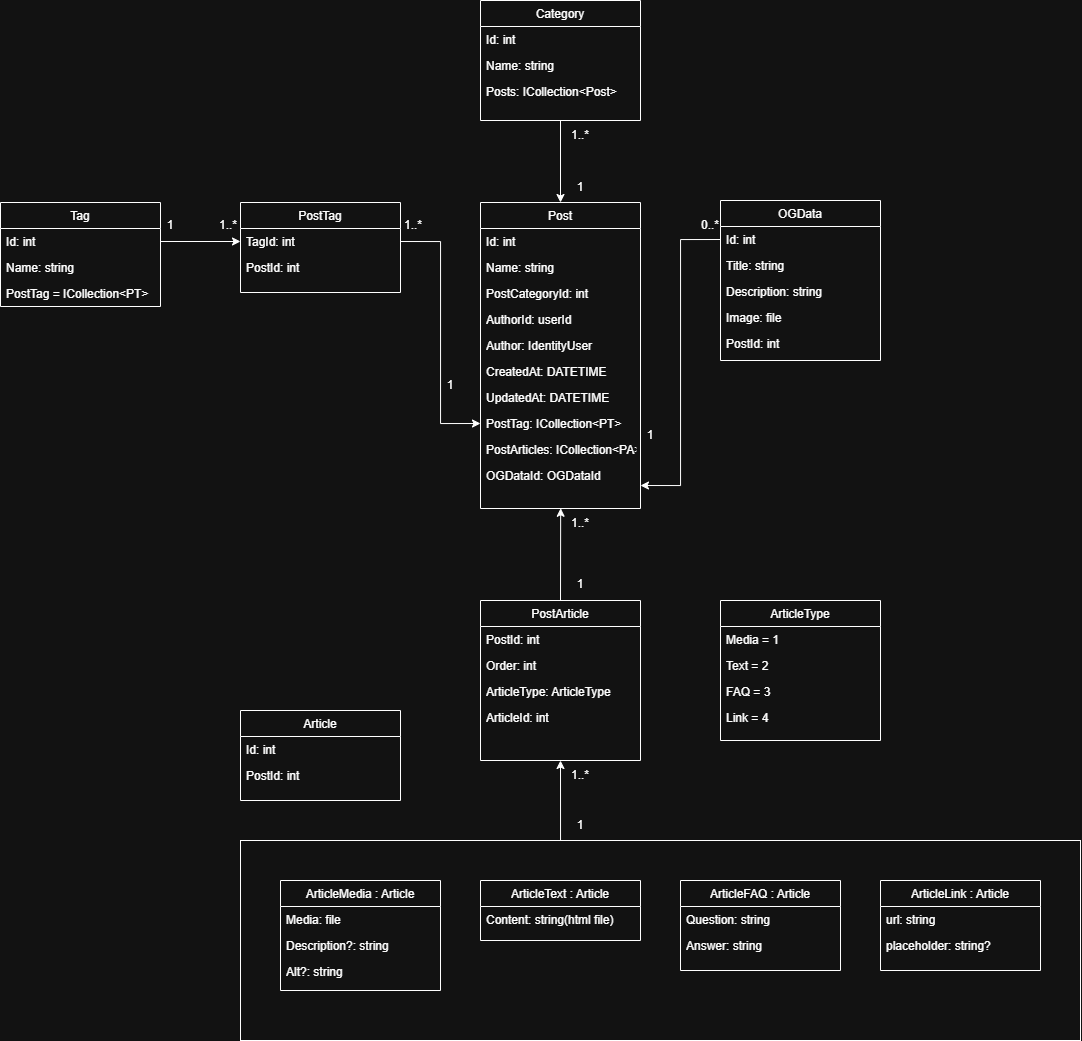 Category
Id: int
Name: string
Posts: ICollection<Post>
1..*
1
Tag
Id: int
Name: string
PostTag = ICollection<PT>
1
1..*
PostTag
TagId: int
PostId: int
1..*
1
Post
Id: int
Name: string
PostCategoryId: int
AuthorId: userId
Author: IdentityUser
CreatedAt: DATETIME
UpdatedAt: DATETIME
PostTag: ICollection<PT>
PostArticles: ICollection<PA>
OGDataId: OGDataId
0..*
1
OGData
Id: int
Title: string
Description: string
Image: file
PostId: int
1..*
1
PostArticle
PostId: int
Order: int
ArticleType: ArticleType
ArticleId: int
ArticleType
Media = 1
Text = 2
FAQ = 3
Link = 4
Article
Id: int
PostId: int
1..*
1
ArticleMedia : Article
Media: file
Description?: string
Alt?: string
ArticleText : Article
Content: string(html file)
ArticleFAQ : Article
Question: string
Answer: string
ArticleLink : Article
url: string
placeholder: string?